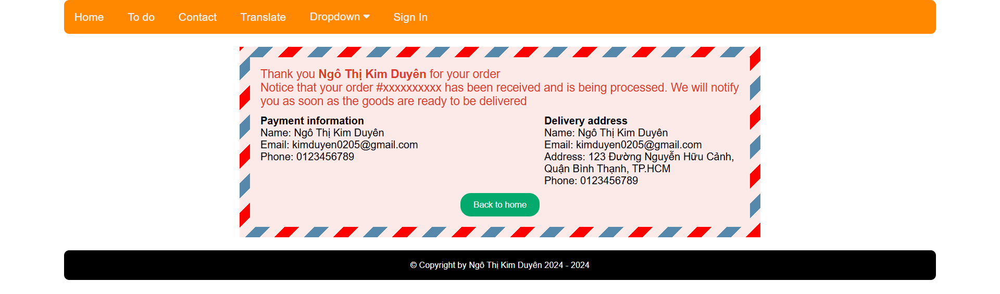 Home To do Contact Translate Dropdown Sign In
Thank you Ngô Thị Kim Duyên for your order
Notice that your order #xxxxxxxxxx has been received and is being processed. We will notify
you as soon as the goods are ready to be delivered
Payment information
Name: Ngô Thị Kim Duyên
Email: kimduyen0205@gmail.com
Phone: 0123456789
Delivery address
Name: Ngô Thị Kim Duyên
Email: kimduyen0205@gmail.com
Address: 123 Đường Nguyễn Hữu Cảnh,
Quận Bình Thạnh, TP.HCM
Phone: 0123456789
Back to home
© Copyright by Ngô Thị Kim Duyên 2024 - 2024